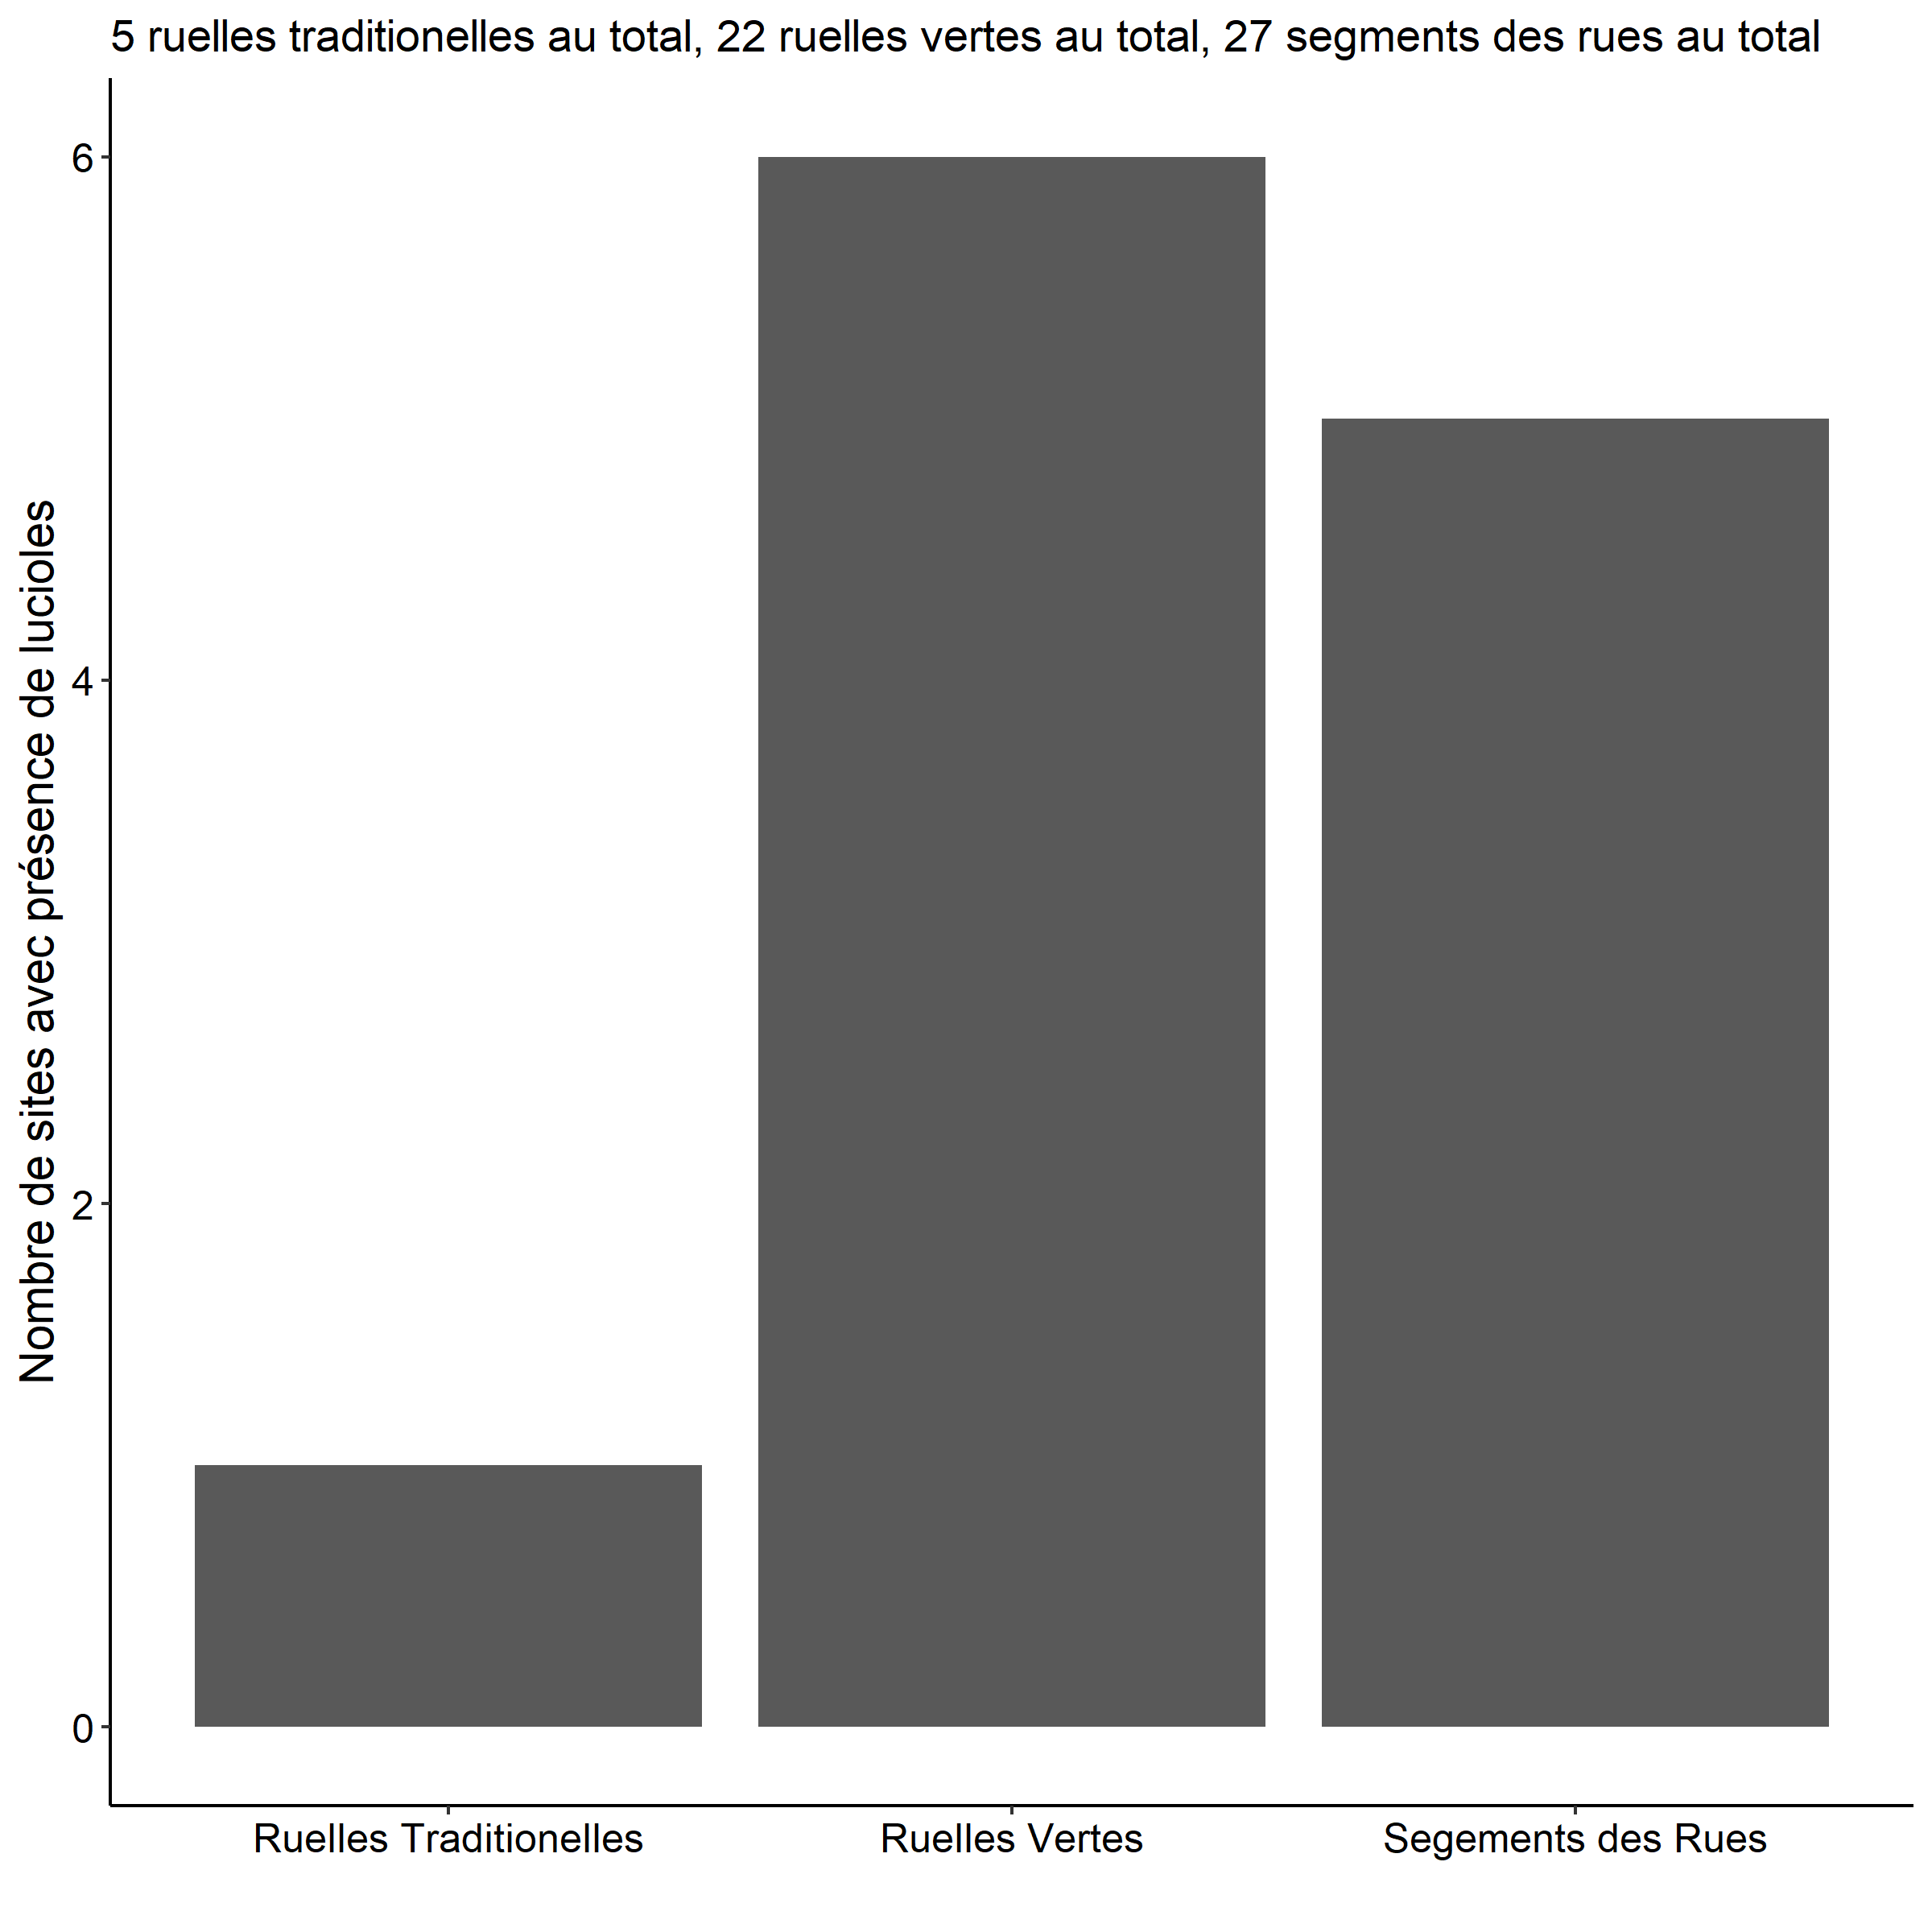 5 ruelles traditionelles au total, 22 ruelles vertes au total, 27 segments des rues au total
Nombre de sites avec présence de lucioles
6
4
2
0
Ruelles Traditionelles
Ruelles Vertes
Segements des Rues